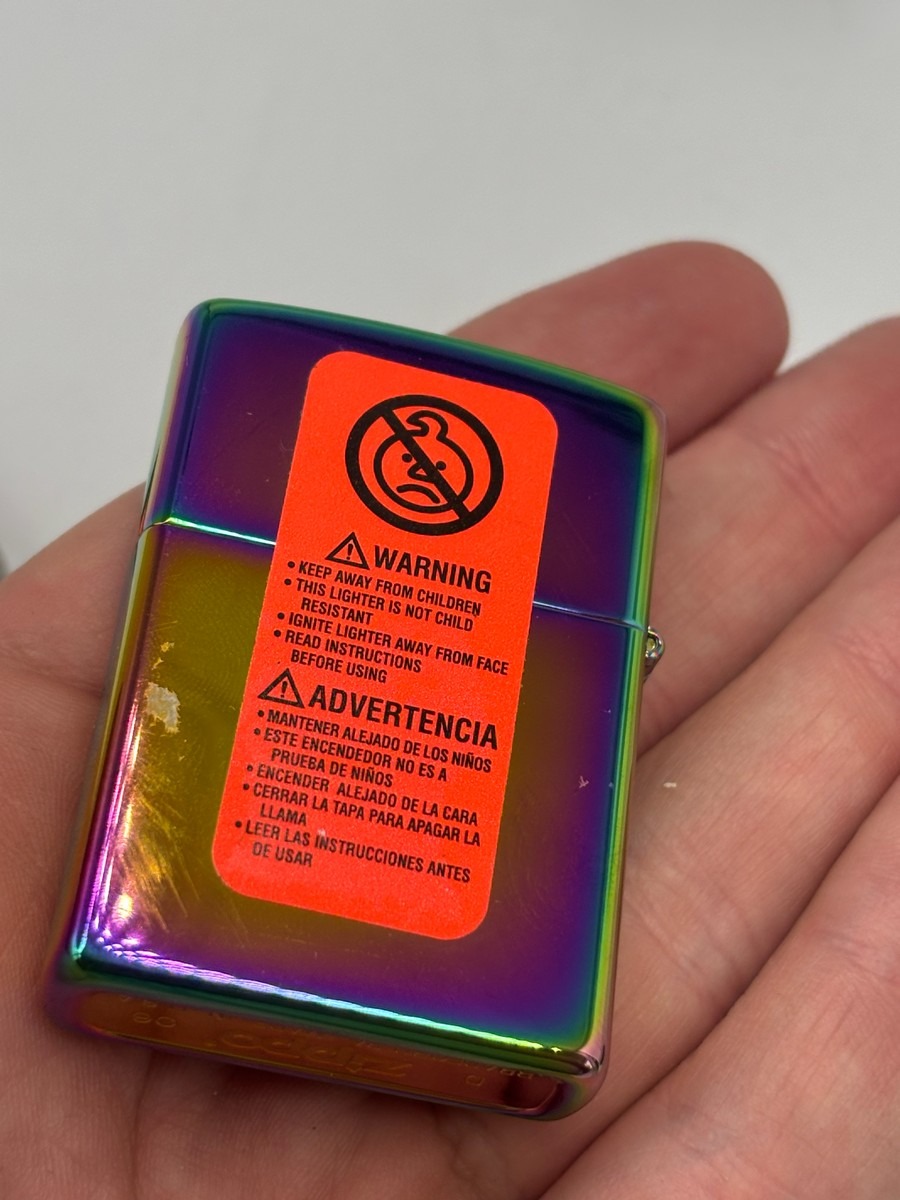 WARNING
• KEEP AWAY FROM CHILDREN
• THIS LIGHTER IS NOT CHILD
RESISTANT
• IGNITE LIGHTER AWAY FROM FACE
• READ INSTRUCTIONS
BEFORE USING
ADVERTENCIA
• MANTENER ALEJADO DE LOS NIÑOS
• ESTE ENCENDEDOR NO ES A
PRUEBA DE NIÑOS
• ENCENDER ALEJADO DE LA CARA
• CERRAR LA TAPA PARA APAGAR LA
LLAMA
• LEER LAS INSTRUCCIONES ANTES
DE USAR
ZIPPO
08